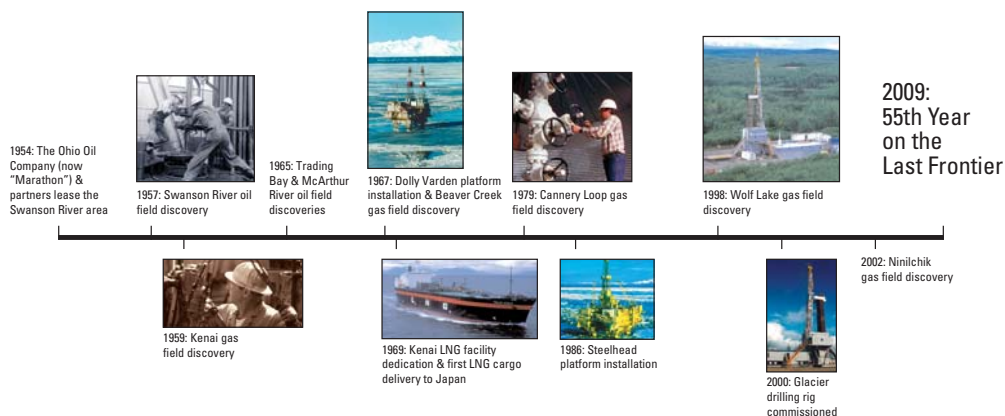 1954: The Ohio Oil
Company (now
"Marathon") &
partners lease the
Swanson River area
1957: Swanson River oil
field discovery
1965: Trading
Bay & McArthur
River oil field
discoveries
1967: Dolly Varden platform
installation & Beaver Creek
gas field discovery
1979: Cannery Loop gas
field discovery
1998: Wolf Lake gas field
discovery
2009:
55th Year
on the
Last Frontier
1959: Kenai gas
field discovery
1969: Kenai LNG facility
dedication & first LNG cargo
delivery to Japan
LNG
1986: Steelhead
platform installation
2000: Glacier
drilling rig
commissioned
2002: Ninilchik
gas field discovery